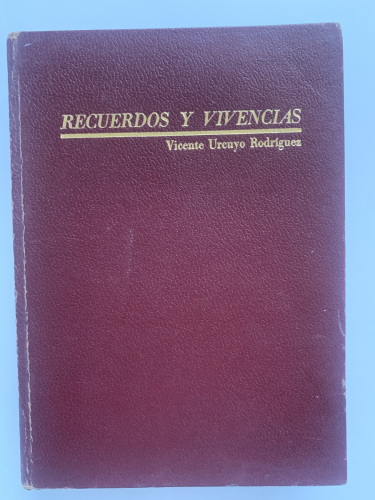 RECUERDOS Y VIVENCIAS
Vicente Urcuyo Rodríguez